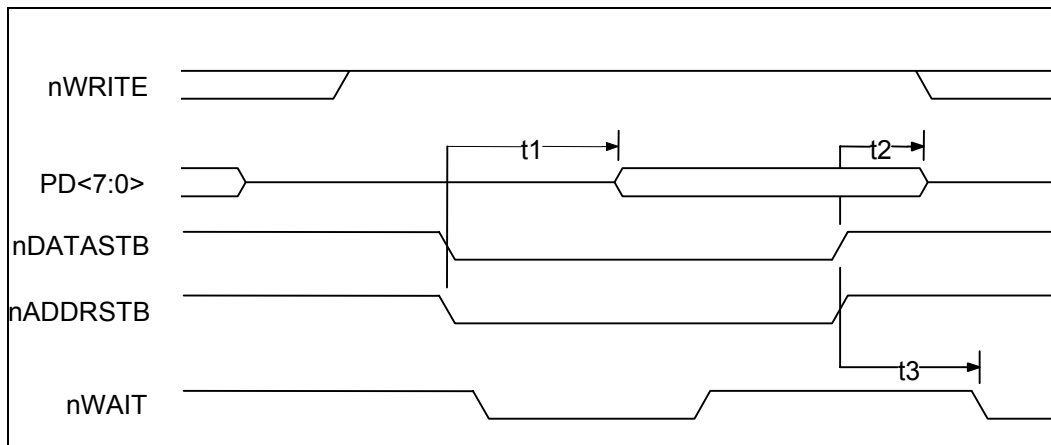 nWRITE
t1
t2
PD<7:0>
nDATASTB
nADDRSTB
t3
nWAIT